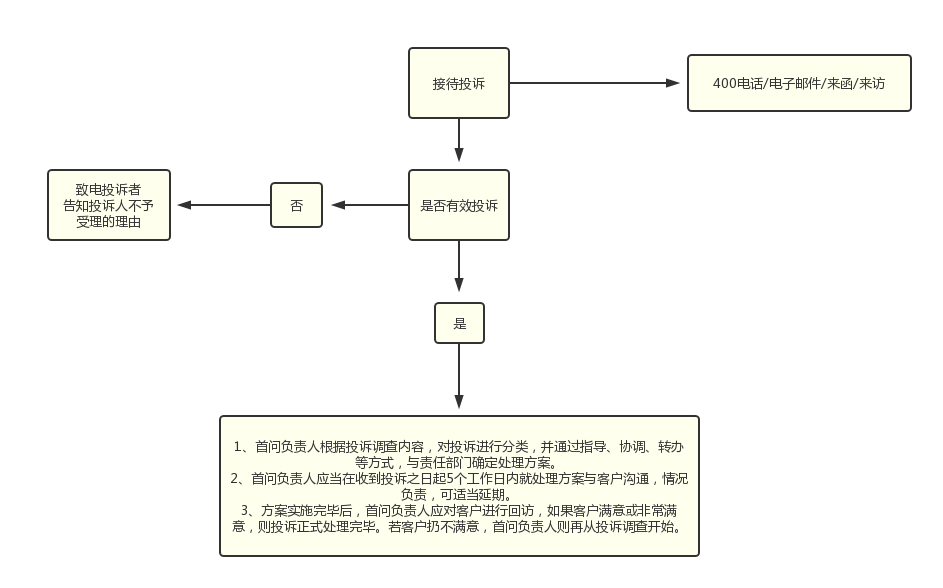 接待投诉
400电话/电子邮件/来函/来访
致电投诉者
告知投诉人不予
受理的理由
否
是否有效投诉
是
1、首问负责人根据投诉调查内容，对投诉进行分类，并通过指导、协调、转办
等方式，与责任部门确定处理方案。
2、首问负责人应当在收到投诉之日起5个工作日内就处理方案与客户沟通，情况
负责，可适当延期。
3、方案实施完毕后，首问负责人应对客户进行回访，如果客户满意或非常满
意，则投诉正式处理完毕。若客户扔不满意，首问负责人则再从投诉调查开始。